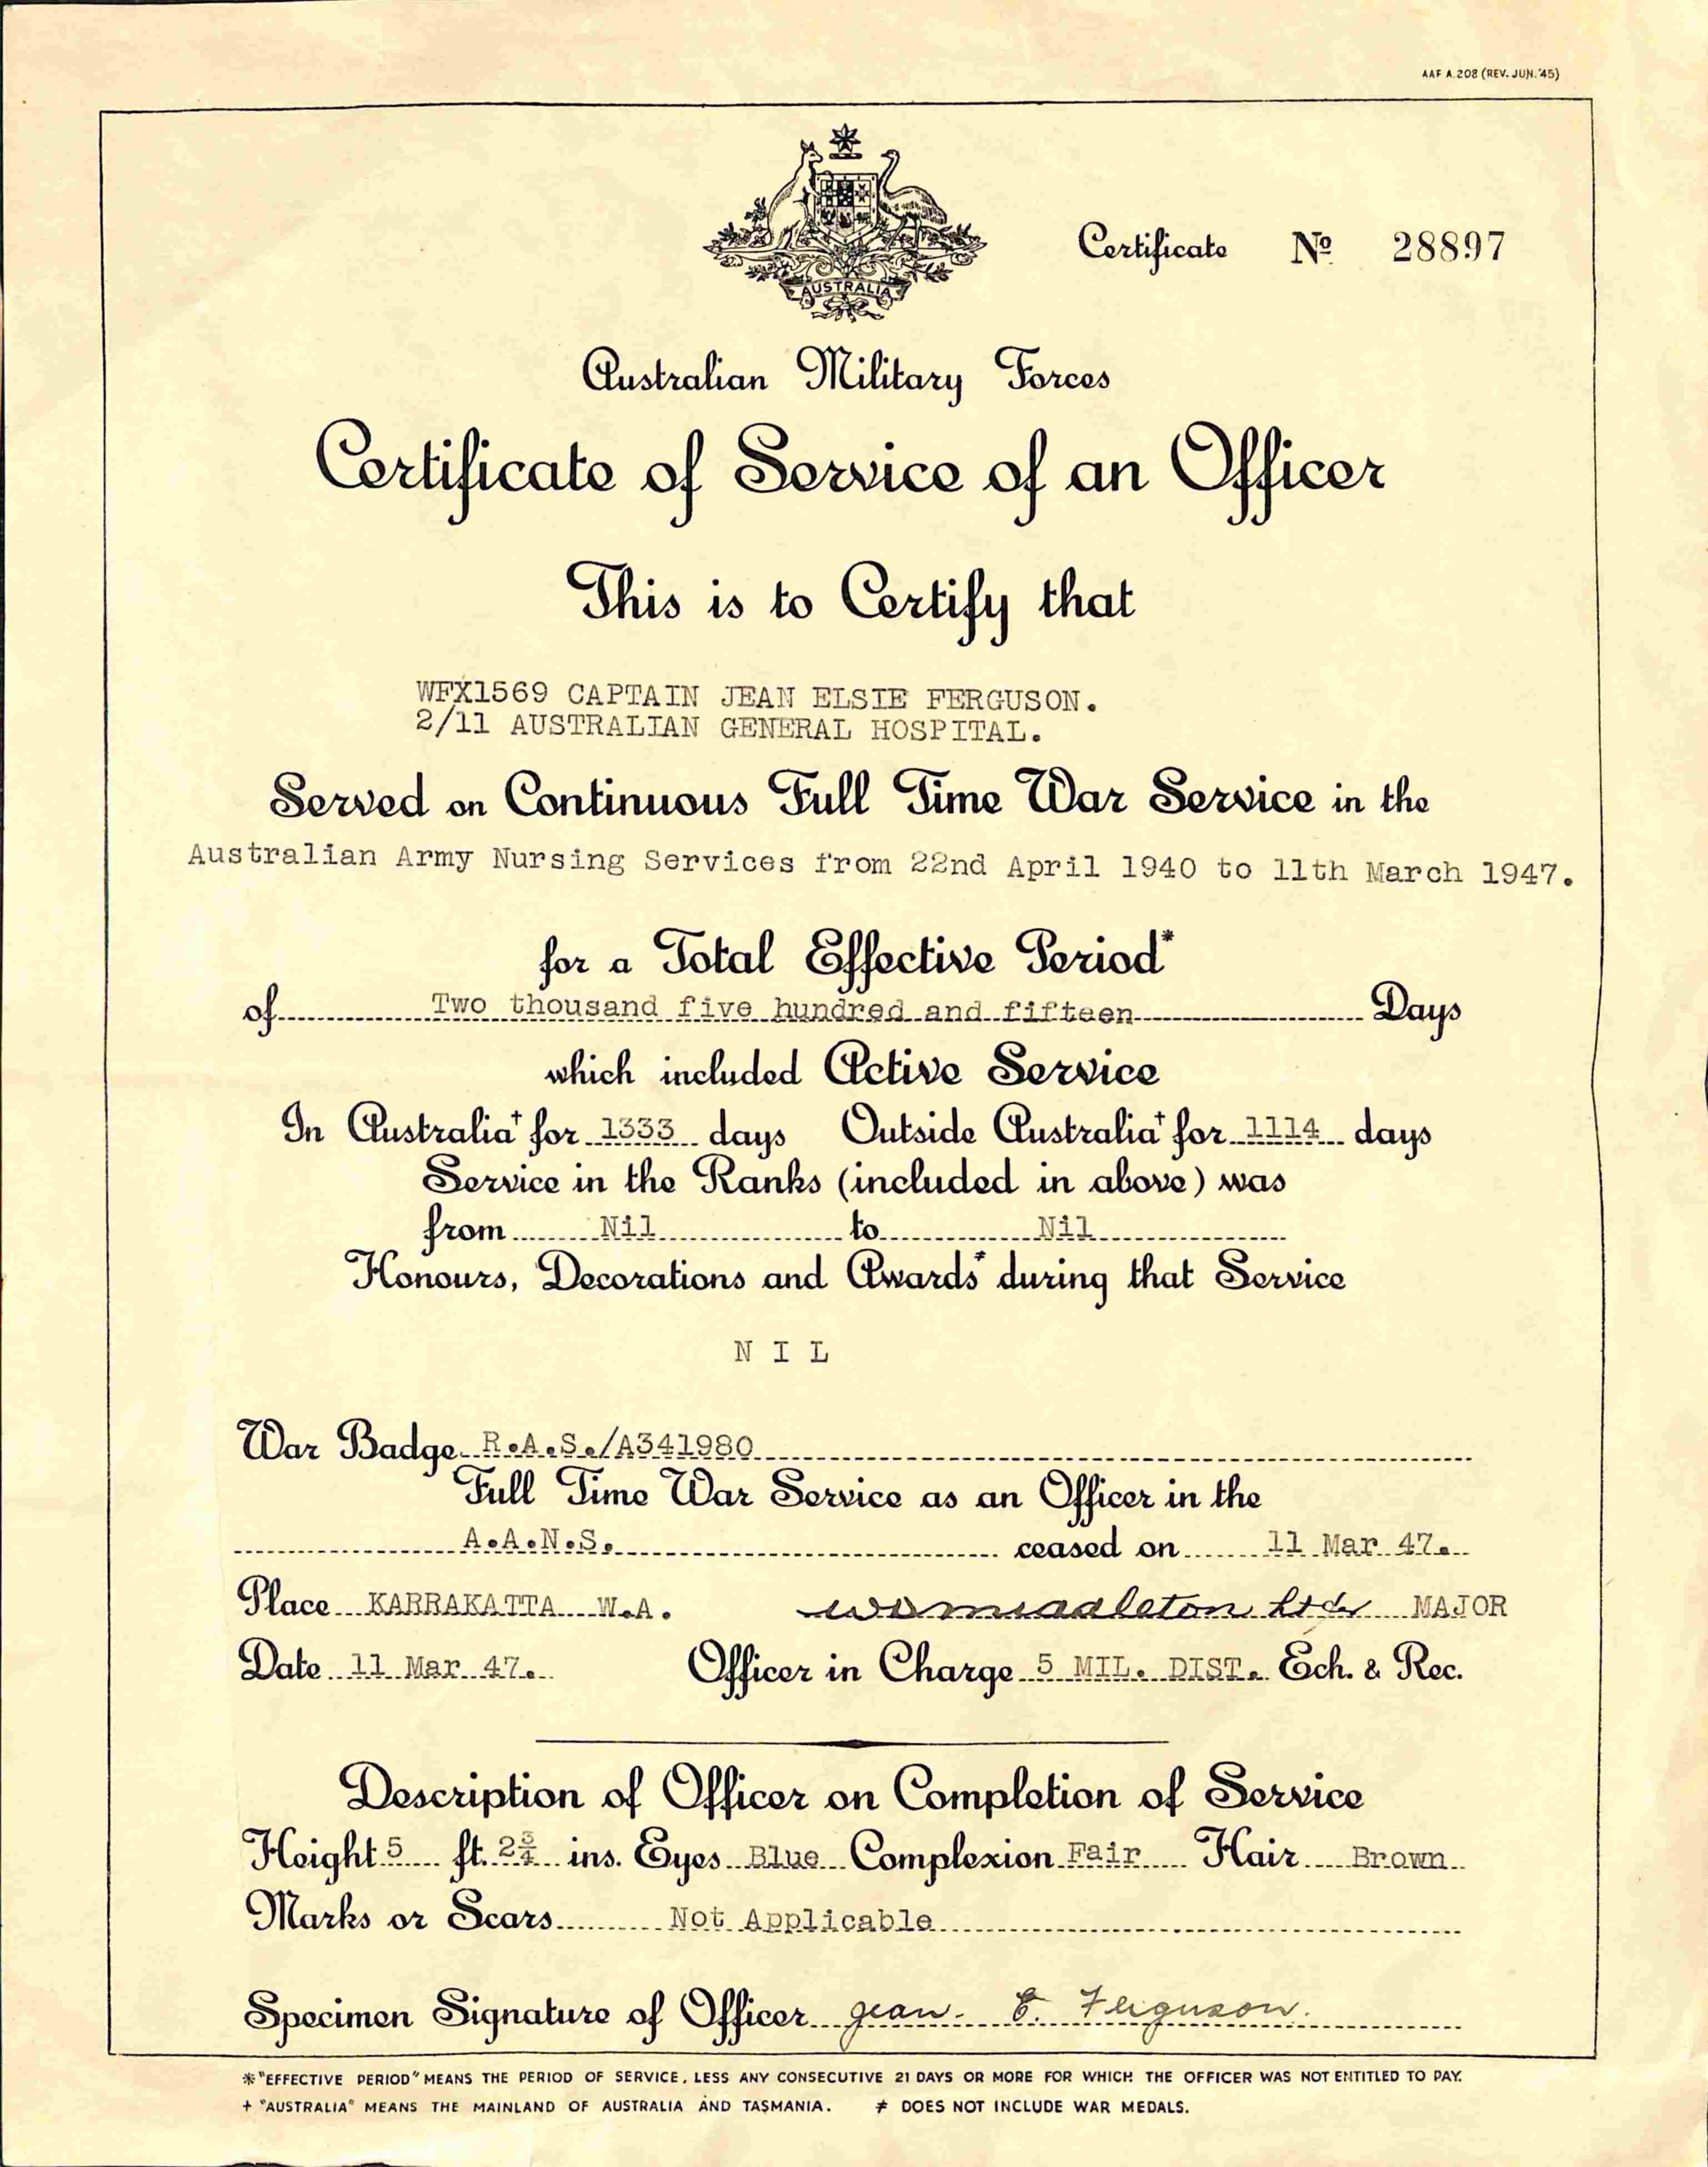 AAF A.208 (REV. JUN. '45)
AUSTRALIA
Certificate Nº 28897
Australian Military Forces
Certificate of Service of an Officer
This is to Certify that
WFX1569 CAPTAIN JEAN ELSIE FERGUSON.
2/11 AUSTRALIAN GENERAL HOSPITAL.
Served on Continuous Full Time War Service in the
Australian Army Nursing Services from 22nd April 1940 to 11th March 1947.
for a Total Effective Period*
of Two thousand five hundred and fifteen Days
which included Active Service
In Australia+ for 1333 days Outside Australia+ for 1114 days
Service in the Ranks (included in above) was
from Nil to Nil
Honours, Decorations and Awards≠ during that Service
N I L
War Badge R.A.S./A341980
Full Time War Service as an Officer in the
A.A.N.S. ceased on 11 Mar 47.
Place KARRAKATTA W.A. MAJOR
Date 11 Mar 47. Officer in Charge 5 MIL. DIST. Ech. & Rec.
Description of Officer on Completion of Service
Height 5 ft. 2¾ ins. Eyes Blue Complexion Fair Hair Brown
Marks or Scars Not Applicable
Specimen Signature of Officer Jean E. Ferguson.
* "EFFECTIVE PERIOD" MEANS THE PERIOD OF SERVICE, LESS ANY CONSECUTIVE 21 DAYS OR MORE FOR WHICH THE OFFICER WAS NOT ENTITLED TO PAY.
+ "AUSTRALIA" MEANS THE MAINLAND OF AUSTRALIA AND TASMANIA. ≠ DOES NOT INCLUDE WAR MEDALS.